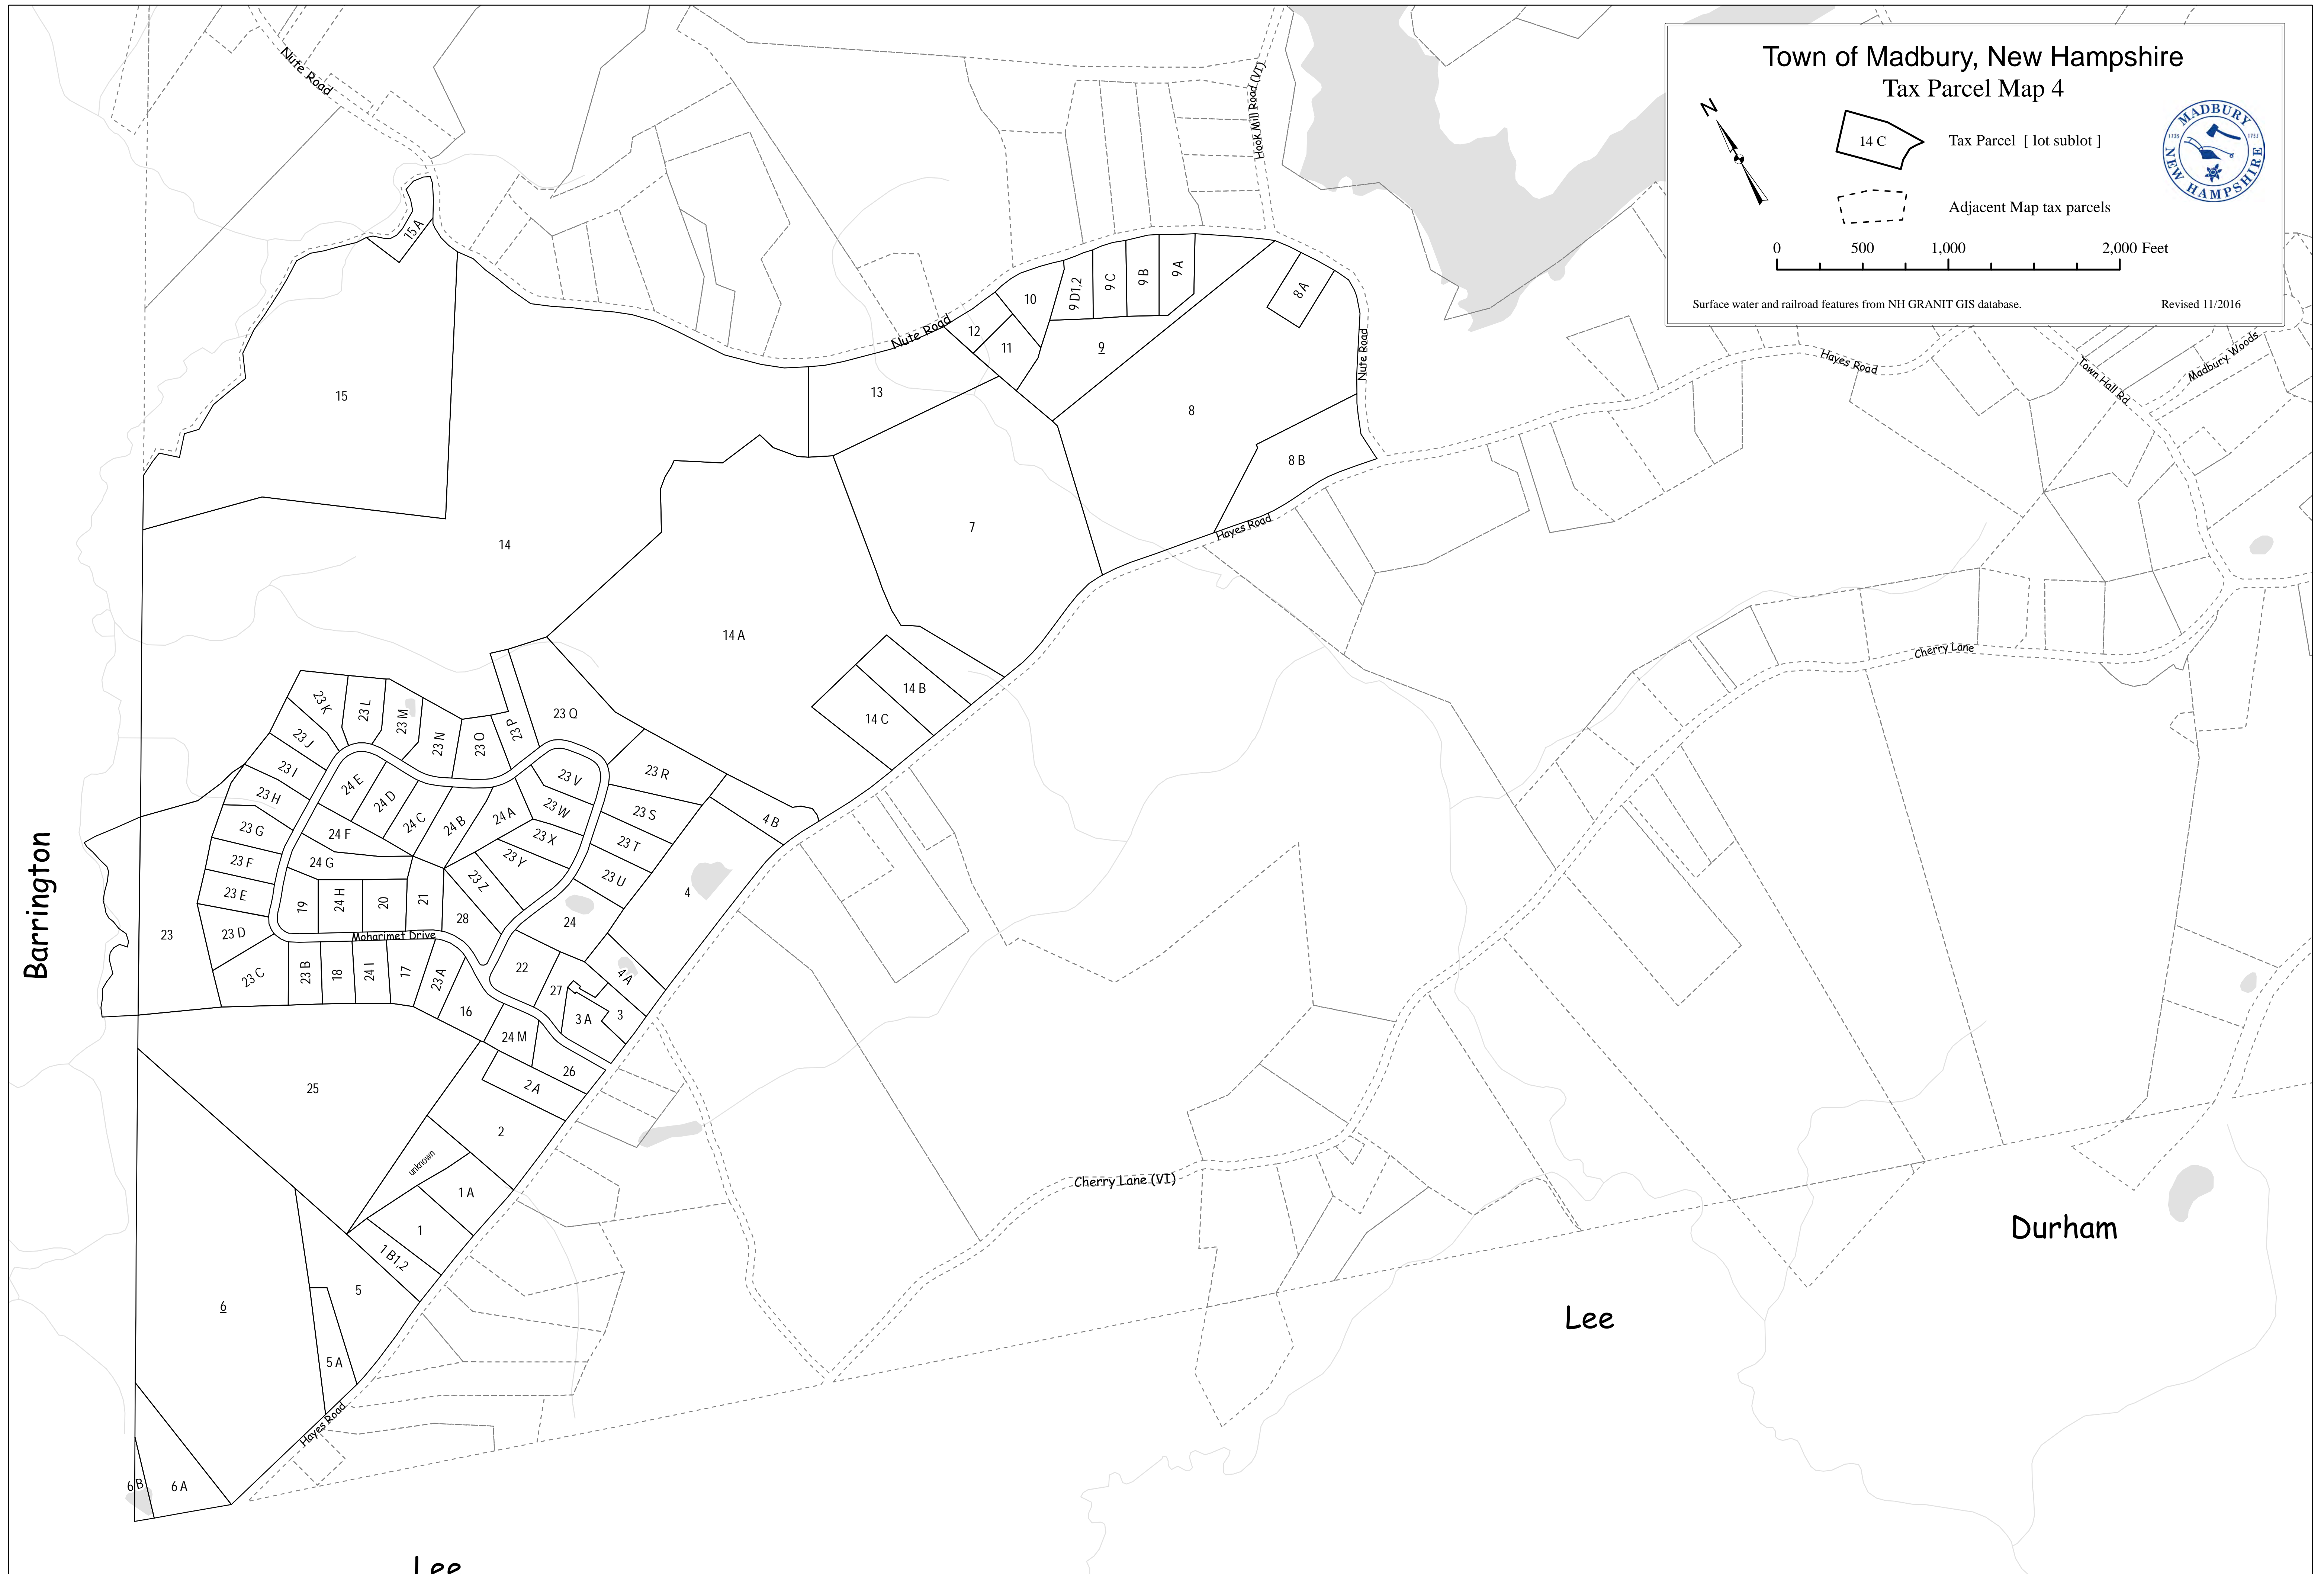 Town of Madbury, New Hampshire
Tax Parcel Map 4
N
14 C
Tax Parcel [ lot sublot ]
Adjacent Map tax parcels
MADBURY
1735
1755
NEW HAMPSHIRE
0 500 1,000 2,000 Feet
Surface water and railroad features from NH GRANIT GIS database.
Revised 11/2016
Nute Road
Hook Mill Road (VI)
15 A
15
Nute Road
12
11
10
9 D1,2
9 C
9 B
9 A
9
8 A
Nute Road
13
8
8 B
Hayes Road
Town Hall Rd.
Madbury Woods
Hayes Road
14
7
14 A
14 B
14 C
Cherry Lane
23 K
23 L
23 M
23 N
23 O
23 P
23 Q
23 J
23 I
23 H
23 G
23 F
23 E
23 D
23 C
23
24 E
24 D
24 C
24 B
24 A
23 V
23 W
23 X
23 Y
23 Z
23 R
23 S
23 T
23 U
4 B
4
24 F
24 G
19
24 H
20
21
28
24
Moharimet Drive
23 B
18
24 I
17
23 A
16
22
27
4 A
3 A
3
24 M
26
2 A
25
2
unknown
1 A
1
1 B1,2
5
5 A
6
6 B
6 A
Hayes Road
Cherry Lane (VI)
Barrington
Durham
Lee
Lee